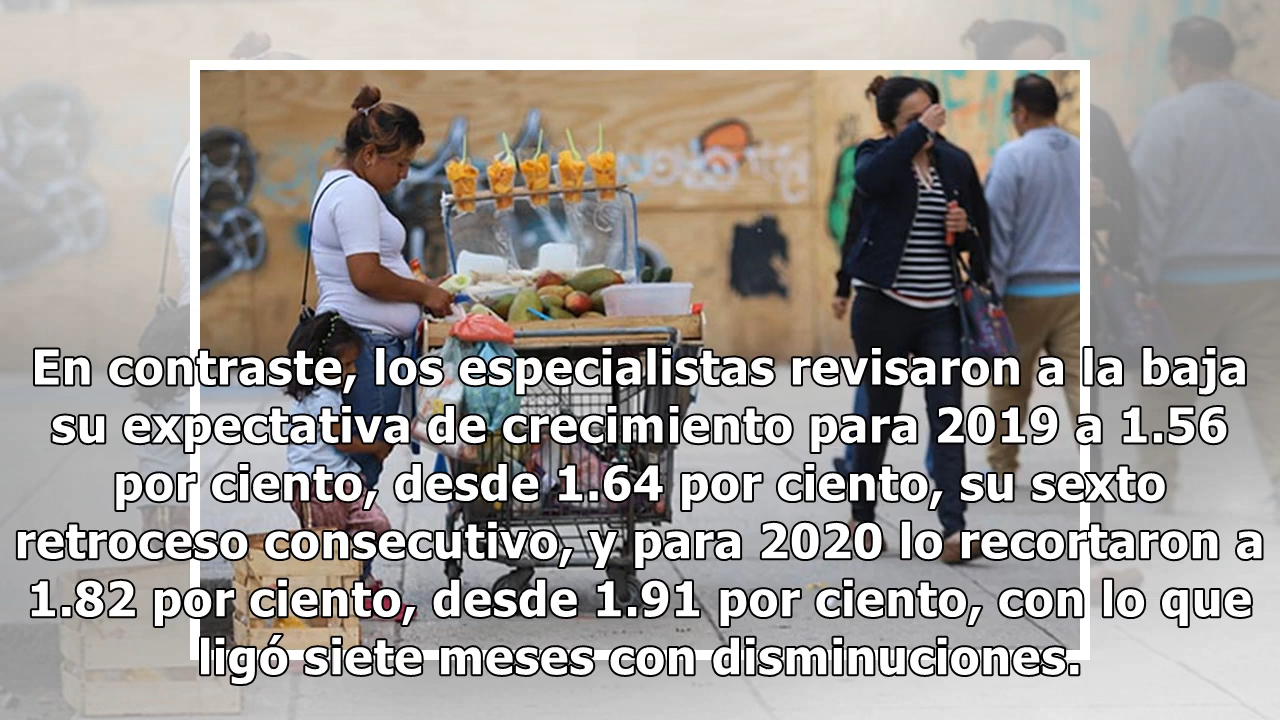 En contraste, los especialistas revisaron a la baja
su expectativa de crecimiento para 2019 a 1.56
por ciento, desde 1.64 por ciento, su sexto
retroceso consecutivo, y para 2020 lo recortaron a
1.82 por ciento, desde 1.91 por ciento, con lo que
ligó siete meses con disminuciones.